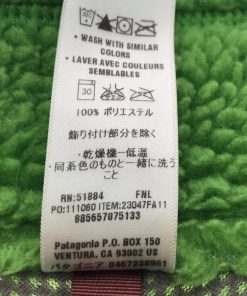 • WASH WITH SIMILAR
COLORS
• LAVER AVEC COULEURS
SEMBLABLES
30
100% ポリエステル
飾り付け部分を除く
・乾燥機-低温
・同系色のものと一緒に洗う
こと
RN:51884 FNL
PO:111060 ITEM:23047FA11
885657075133
Patagonia P.O. BOX 150
VENTURA, CA 93002 US
パタゴニア 0467236961